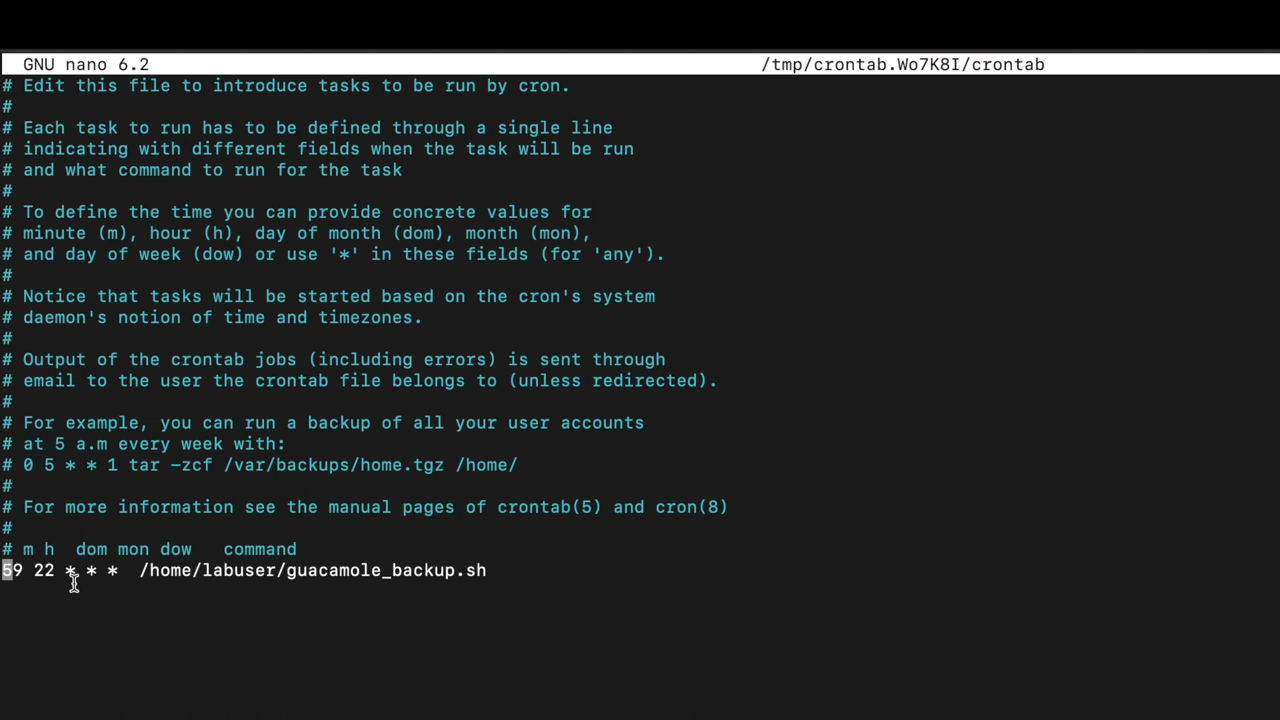 GNU nano 6.2 /tmp/crontab.Wo7K8I/crontab
# Edit this file to introduce tasks to be run by cron.
#
# Each task to run has to be defined through a single line
# indicating with different fields when the task will be run
# and what command to run for the task
#
# To define the time you can provide concrete values for
# minute (m), hour (h), day of month (dom), month (mon),
# and day of week (dow) or use '*' in these fields (for 'any').
#
# Notice that tasks will be started based on the cron's system
# daemon's notion of time and timezones.
#
# Output of the crontab jobs (including errors) is sent through
# email to the user the crontab file belongs to (unless redirected).
#
# For example, you can run a backup of all your user accounts
# at 5 a.m every week with:
# 0 5 * * 1 tar -zcf /var/backups/home.tgz /home/
#
# For more information see the manual pages of crontab(5) and cron(8)
#
# m h  dom mon dow   command
59 22 * * *  /home/labuser/guacamole_backup.sh